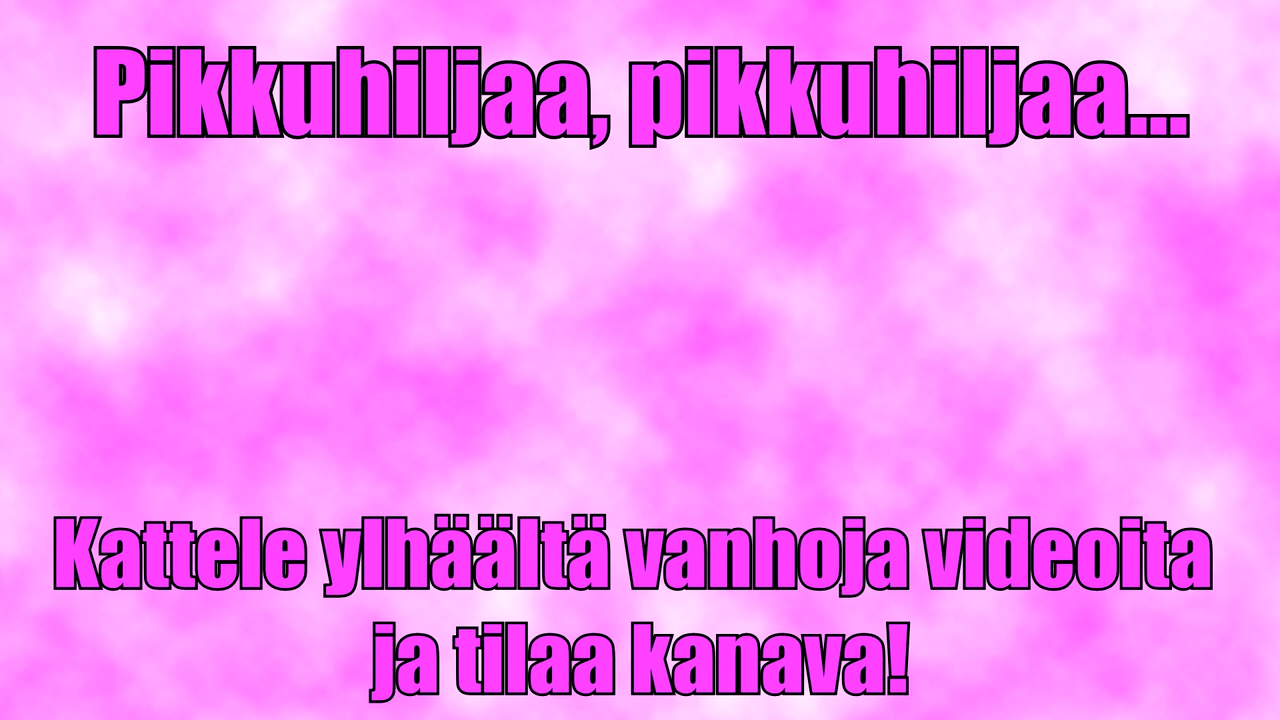 Pikkuhiljaa, pikkuhiljaa...
Kattele ylhäältä vanhoja videoita
ja tilaa kanava!